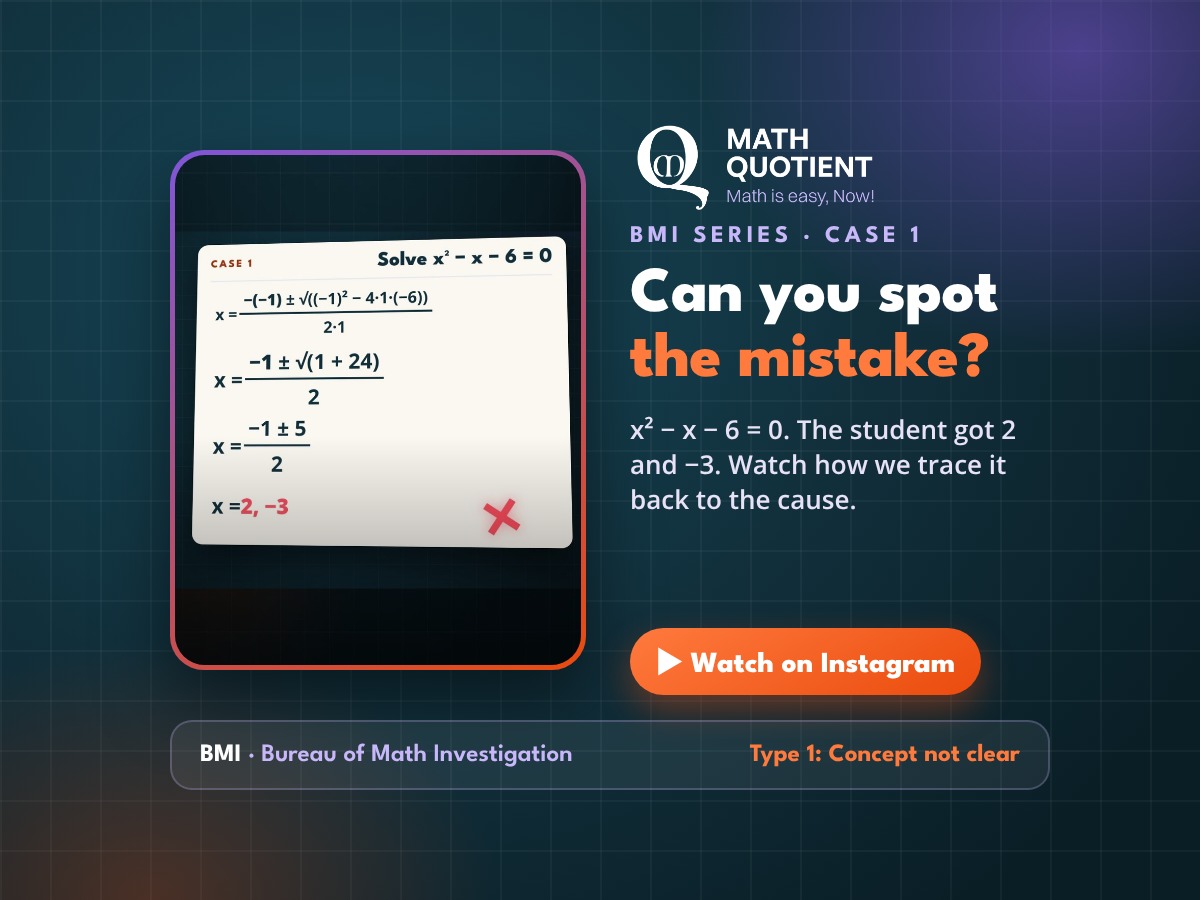 CASE 1
Solve x² − x − 6 = 0
x = −(−1) ± √((−1)² − 4·1·(−6))
2·1
x = −1 ± √(1 + 24)
2
x = −1 ± 5
2
x =2, −3
✕
MATH
QUOTIENT
Math is easy, Now!
BMI SERIES · CASE 1
Can you spot
the mistake?
x² − x − 6 = 0. The student got 2
and −3. Watch how we trace it
back to the cause.
▶ Watch on Instagram
BMI · Bureau of Math Investigation
Type 1: Concept not clear